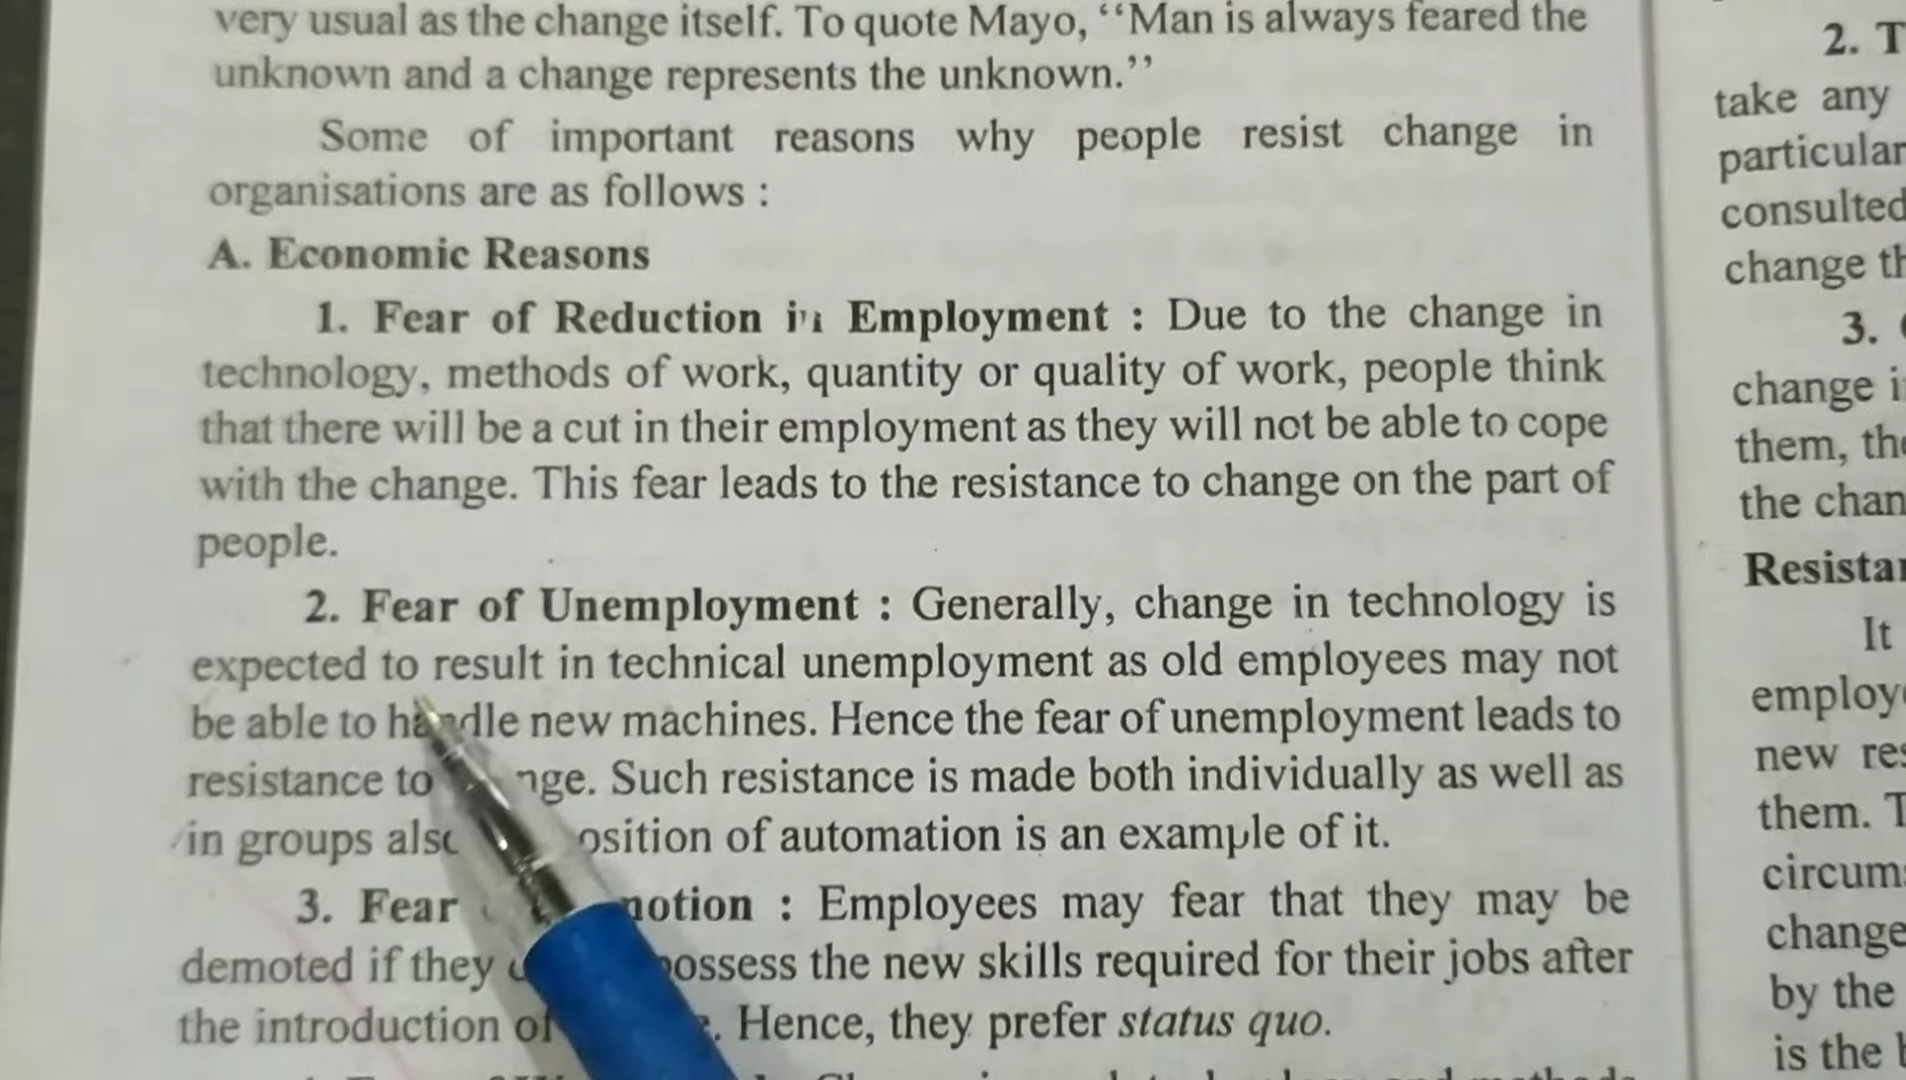 very usual as the change itself. To quote Mayo, “Man is always feared the
unknown and a change represents the unknown.”
Some of important reasons why people resist change in
organisations are as follows :
A. Economic Reasons
1. Fear of Reduction in Employment : Due to the change in
technology, methods of work, quantity or quality of work, people think
that there will be a cut in their employment as they will not be able to cope
with the change. This fear leads to the resistance to change on the part of
people.
2. Fear of Unemployment : Generally, change in technology is
expected to result in technical unemployment as old employees may not
be able to handle new machines. Hence the fear of unemployment leads to
resistance to nge. Such resistance is made both individually as well as
in groups also osition of automation is an example of it.
3. Fear motion : Employees may fear that they may be
demoted if they possess the new skills required for their jobs after
the introduction of . Hence, they prefer status quo.
2. T
take any
particular
consulted
change th
3.
change i
them, the
the chan
Resistan
It
employe
new res
them. T
circums
change
by the
is the b